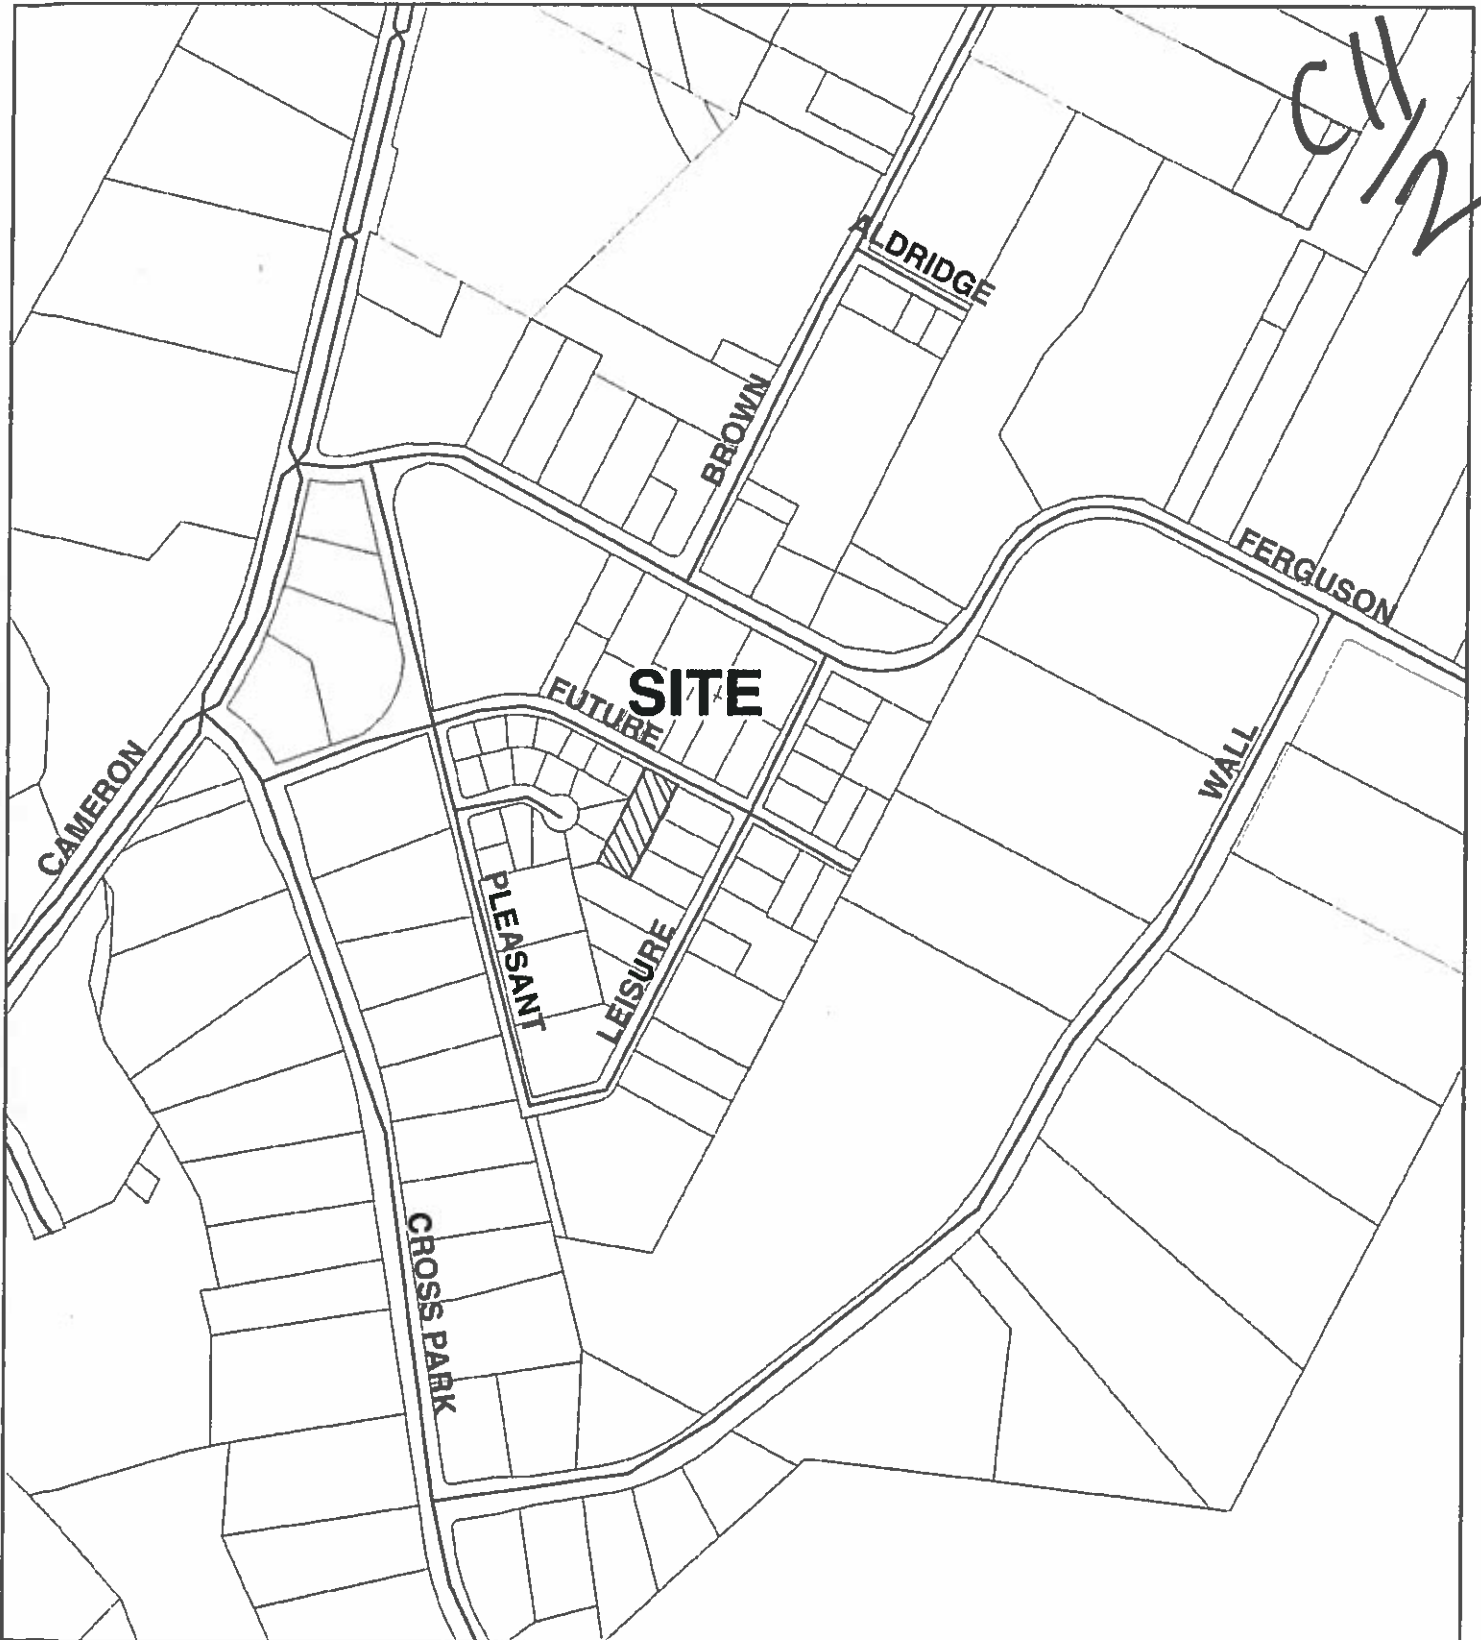 C11/2
ALDRIDGE
BROWN
FERGUSON
SITE
FUTURE
WALL
CAMERON
PLEASANT
LEISURE
CROSS PARK